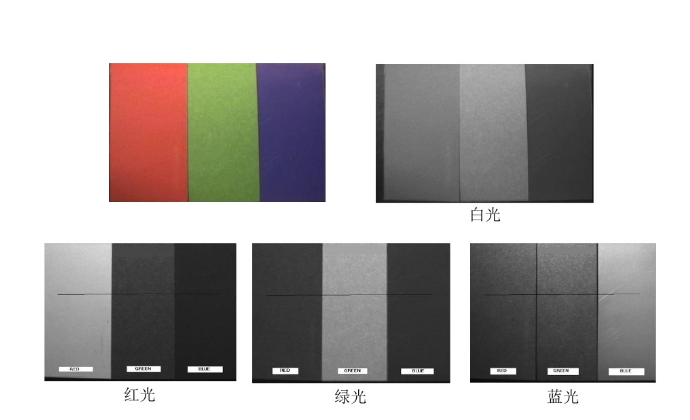 白光
RED GREEN BLUE
RED GREEN BLUE
RED GREEN BLUE
红光 绿光 蓝光